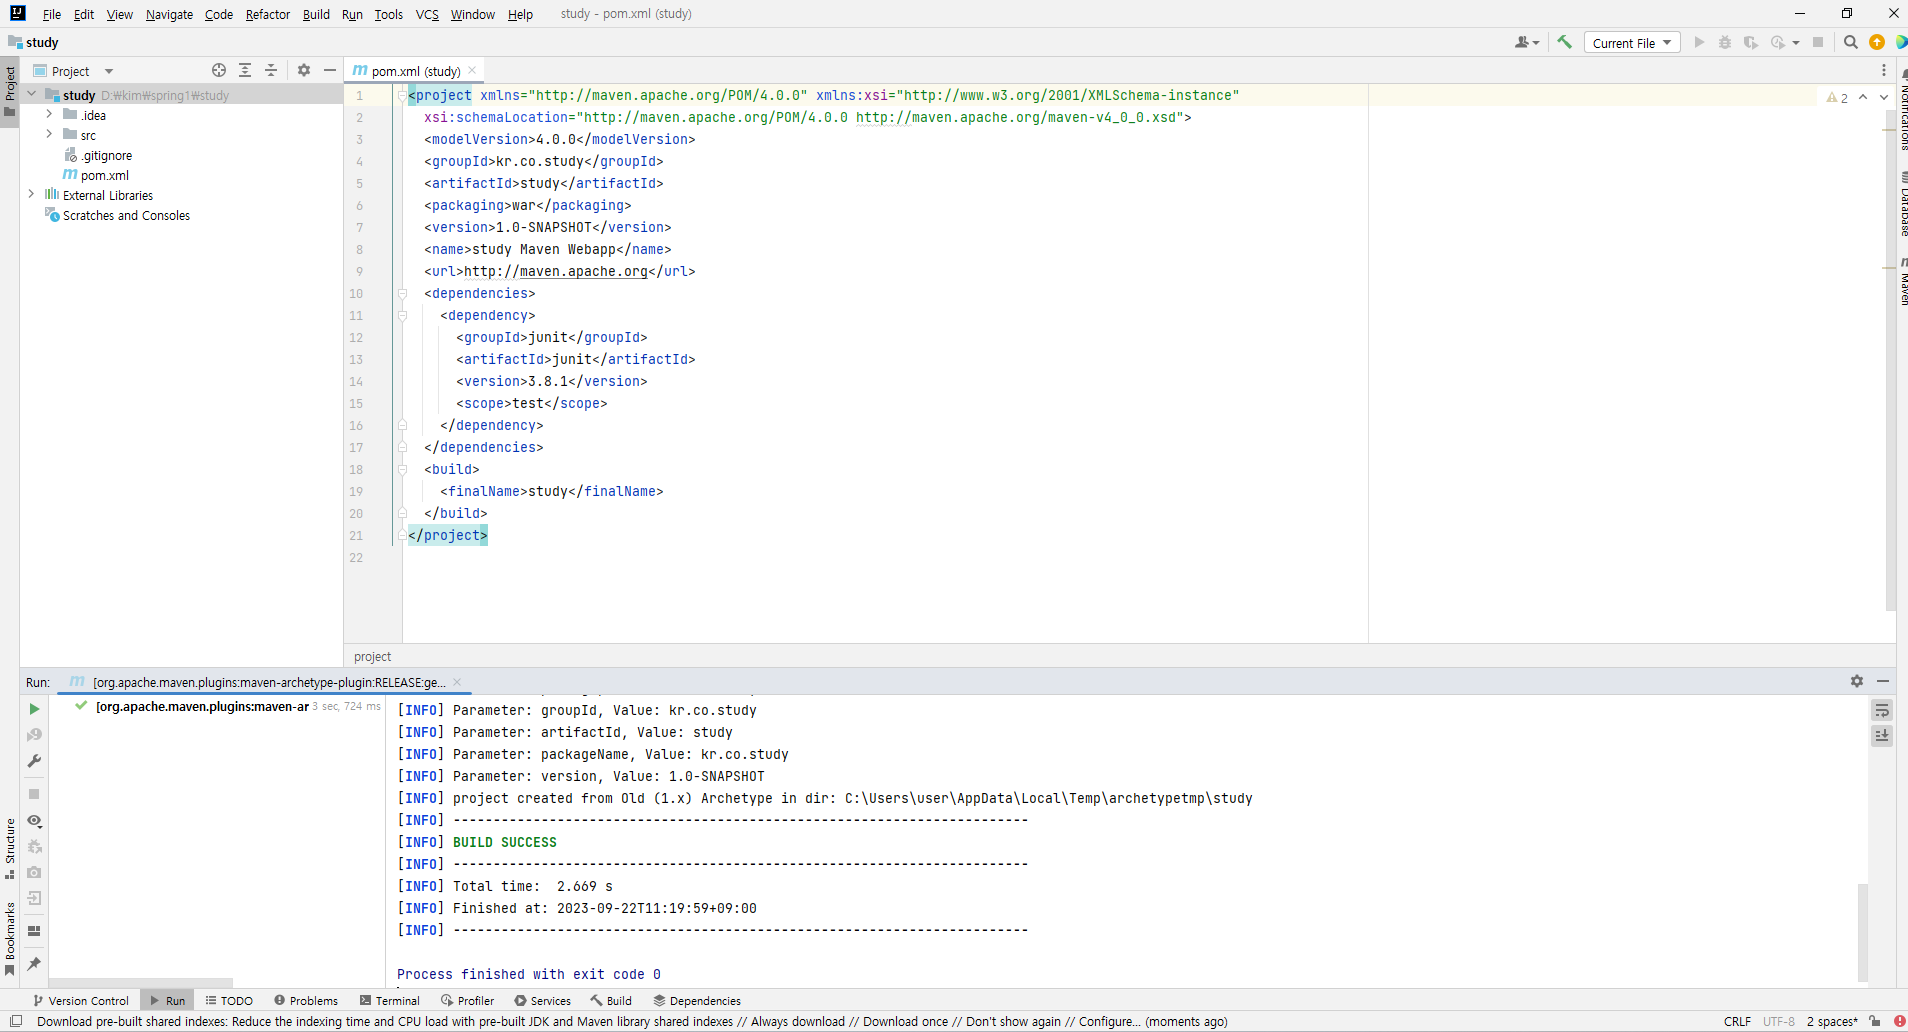 File Edit View Navigate Code Refactor Build Run Tools VCS Window Help study - pom.xml (study)
study
Current File
Project
pom.xml (study)
study D:₩kim₩spring1₩study
.idea
src
.gitignore
pom.xml
External Libraries
Scratches and Consoles
Project
Structure
Bookmarks
1 <project xmlns="http://maven.apache.org/POM/4.0.0" xmlns:xsi="http://www.w3.org/2001/XMLSchema-instance"
2 xsi:schemaLocation="http://maven.apache.org/POM/4.0.0 http://maven.apache.org/maven-v4_0_0.xsd">
3 <modelVersion>4.0.0</modelVersion>
4 <groupId>kr.co.study</groupId>
5 <artifactId>study</artifactId>
6 <packaging>war</packaging>
7 <version>1.0-SNAPSHOT</version>
8 <name>study Maven Webapp</name>
9 <url>http://maven.apache.org</url>
10 <dependencies>
11 <dependency>
12 <groupId>junit</groupId>
13 <artifactId>junit</artifactId>
14 <version>3.8.1</version>
15 <scope>test</scope>
16 </dependency>
17 </dependencies>
18 <build>
19 <finalName>study</finalName>
20 </build>
21 </project>
22
2
Notifications
Database
Maven
project
Run: [org.apache.maven.plugins:maven-archetype-plugin:RELEASE:ge...
[org.apache.maven.plugins:maven-ar 3 sec, 724 ms
[INFO] Parameter: groupId, Value: kr.co.study
[INFO] Parameter: artifactId, Value: study
[INFO] Parameter: packageName, Value: kr.co.study
[INFO] Parameter: version, Value: 1.0-SNAPSHOT
[INFO] project created from Old (1.x) Archetype in dir: C:\Users\user\AppData\Local\Temp\archetypetmp\study
[INFO] ------------------------------------------------------------------------
[INFO] BUILD SUCCESS
[INFO] ------------------------------------------------------------------------
[INFO] Total time:  2.669 s
[INFO] Finished at: 2023-09-22T11:19:59+09:00
[INFO] ------------------------------------------------------------------------
Process finished with exit code 0
Version Control Run TODO Problems Terminal Profiler Services Build Dependencies
Download pre-built shared indexes: Reduce the indexing time and CPU load with pre-built JDK and Maven library shared indexes // Always download // Download once // Don't show again // Configure... (moments ago) CRLF UTF-8 2 spaces*